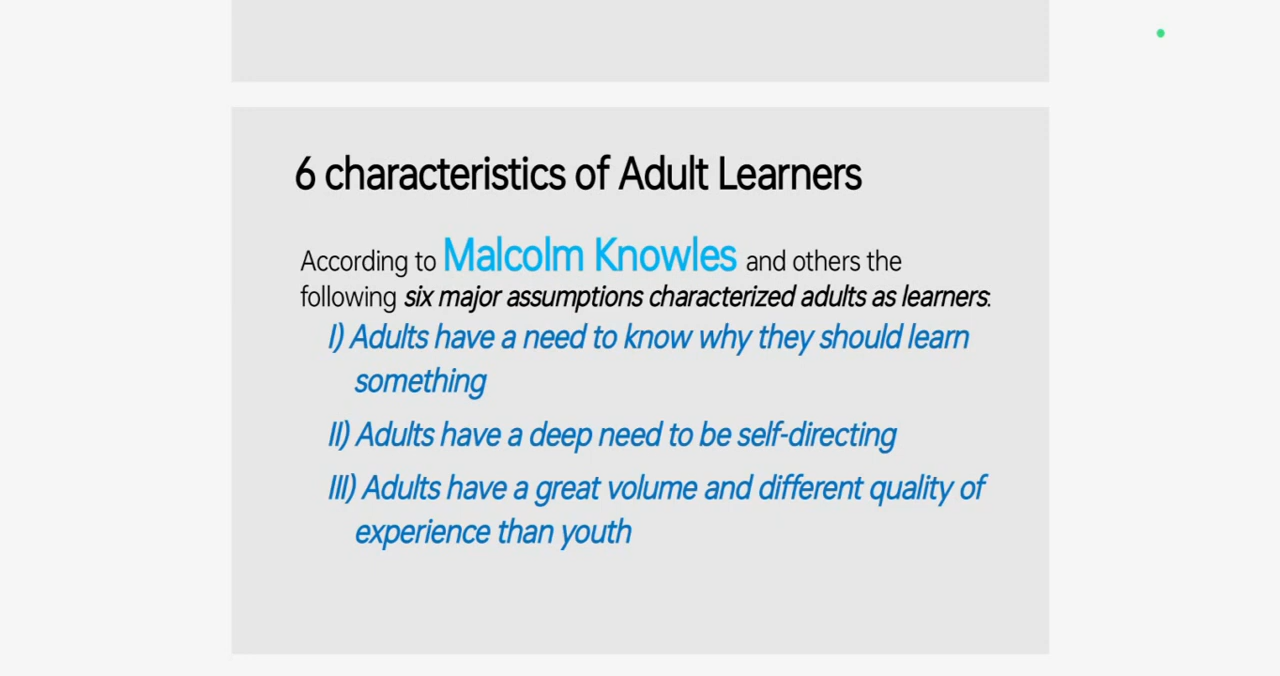 6 characteristics of Adult Learners
According to Malcolm Knowles and others the
following six major assumptions characterized adults as learners:
I) Adults have a need to know why they should learn
something
II) Adults have a deep need to be self-directing
III) Adults have a great volume and different quality of
experience than youth